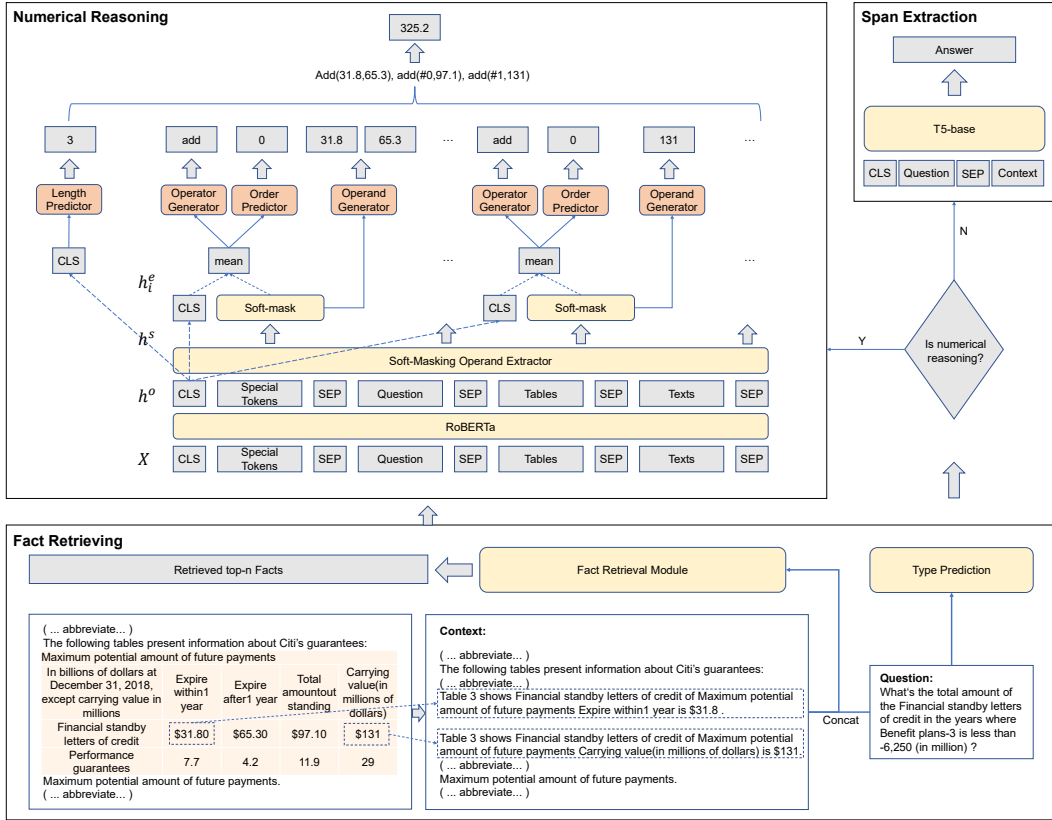 Numerical Reasoning
325.2
Add(31.8,65.3), add(#0,97.1), add(#1,131)
3 add 0 31.8 65.3 ... add 0 131 ...
Length Predictor
Operator Generator
Order Predictor
Operand Generator
Operator Generator
Order Predictor
Operand Generator
CLS mean ... mean ...
h_i^e
CLS Soft-mask CLS Soft-mask
h^s
Soft-Masking Operand Extractor
h^o CLS Special Tokens SEP Question SEP Tables SEP Texts SEP
RoBERTa
X CLS Special Tokens SEP Question SEP Tables SEP Texts SEP
Span Extraction
Answer
T5-base
CLS Question SEP Context
N
Y
Is numerical
reasoning?
Fact Retrieving
Retrieved top-n Facts
Fact Retrieval Module
Type Prediction
( ... abbreviate... )
The following tables present information about Citi's guarantees:
Maximum potential amount of future payments
In billions of dollars at December 31, 2018, except carrying value in millions
Expire within1 year
Expire after1 year
Total amountout standing
Carrying value(in millions of dollars)
Financial standby letters of credit $31.80 $65.30 $97.10 $131
Performance guarantees 7.7 4.2 11.9 29
Maximum potential amount of future payments.
( ... abbreviate... )
Context:
( ... abbreviate... )
The following tables present information about Citi's guarantees:
( ... abbreviate... )
Table 3 shows Financial standby letters of credit of Maximum potential
amount of future payments Expire within1 year is $31.8 .
Table 3 shows Financial standby letters of credit of Maximum potential
amount of future payments Carrying value(in millions of dollars) is $131.
( ... abbreviate... )
Maximum potential amount of future payments.
( ... abbreviate... )
Concat
Question:
What's the total amount of
the Financial standby letters
of credit in the years where
Benefit plans-3 is less than
-6,250 (in million) ?